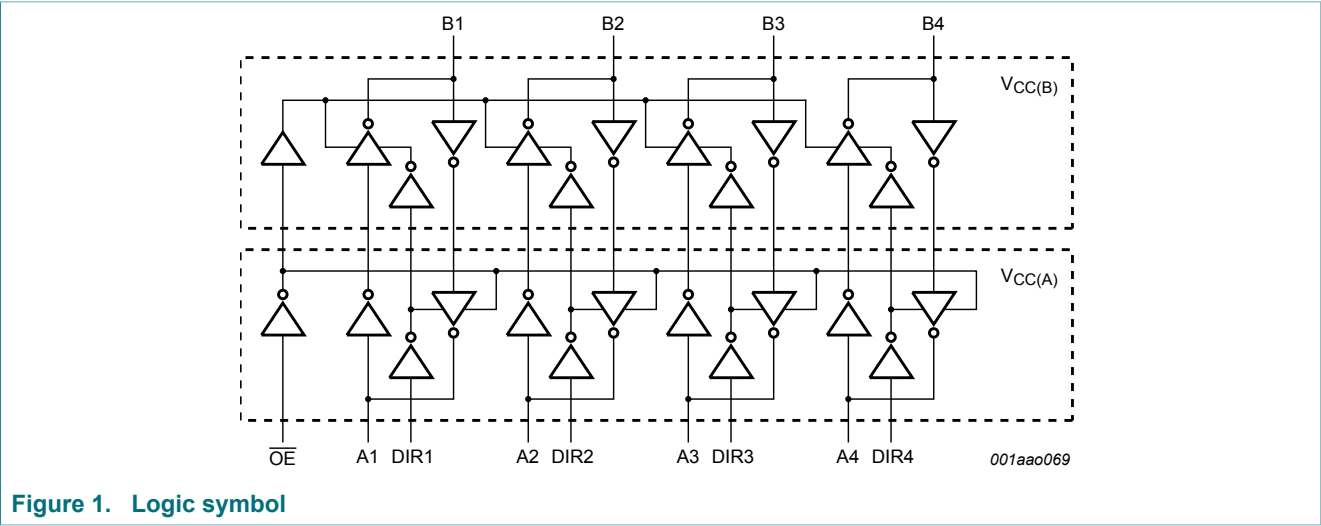 B1 B2 B3 B4
VCC(B)
VCC(A)
OE A1 DIR1 A2 DIR2 A3 DIR3 A4 DIR4 001aao069
Figure 1. Logic symbol